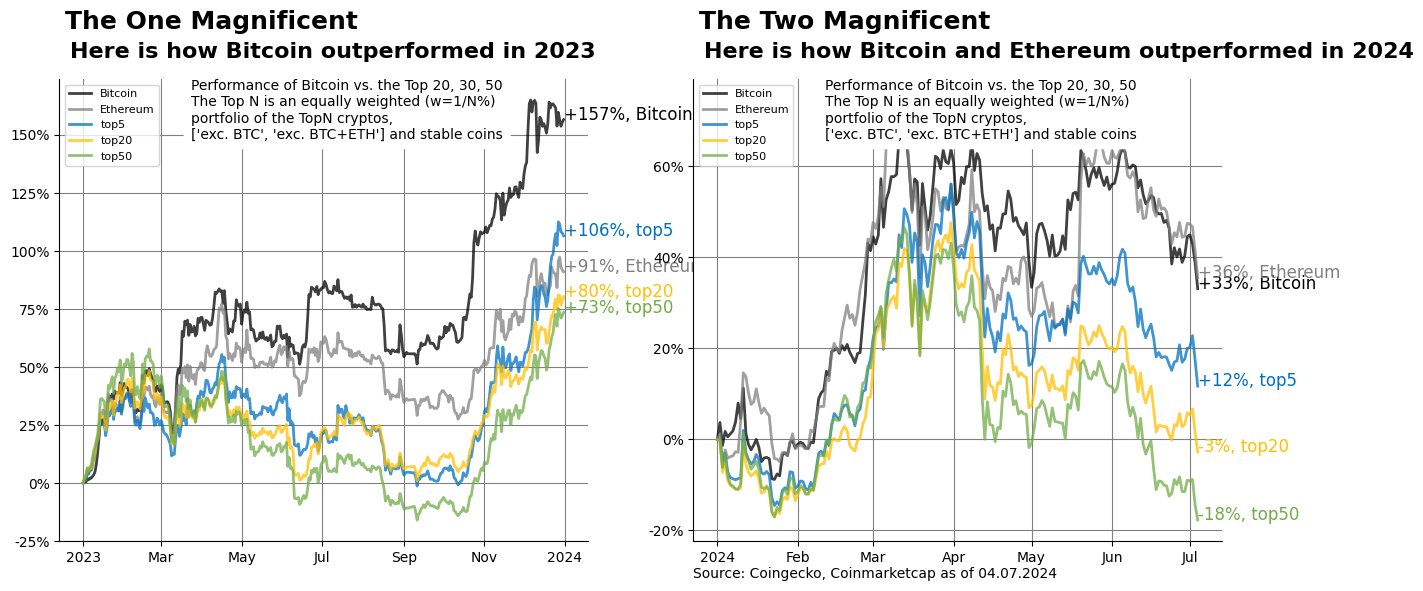 The One Magnificent
Here is how Bitcoin outperformed in 2023
Bitcoin
Ethereum
top5
top20
top50
Performance of Bitcoin vs. the Top 20, 30, 50
The Top N is an equally weighted (w=1/N%)
portfolio of the TopN cryptos,
['exc. BTC', 'exc. BTC+ETH'] and stable coins
150%
125%
100%
75%
50%
25%
0%
-25%
+157%, Bitcoin
+106%, top5
+91%, Ethereu
+80%, top20
+73%, top50
2023 Mar May Jul Sep Nov 2024
The Two Magnificent
Here is how Bitcoin and Ethereum outperformed in 2024
Bitcoin
Ethereum
top5
top20
top50
Performance of Bitcoin vs. the Top 20, 30, 50
The Top N is an equally weighted (w=1/N%)
portfolio of the TopN cryptos,
['exc. BTC', 'exc. BTC+ETH'] and stable coins
60%
40%
20%
0%
-20%
+36%, Ethereum
+33%, Bitcoin
+12%, top5
-3%, top20
-18%, top50
2024 Feb Mar Apr May Jun Jul
Source: Coingecko, Coinmarketcap as of 04.07.2024